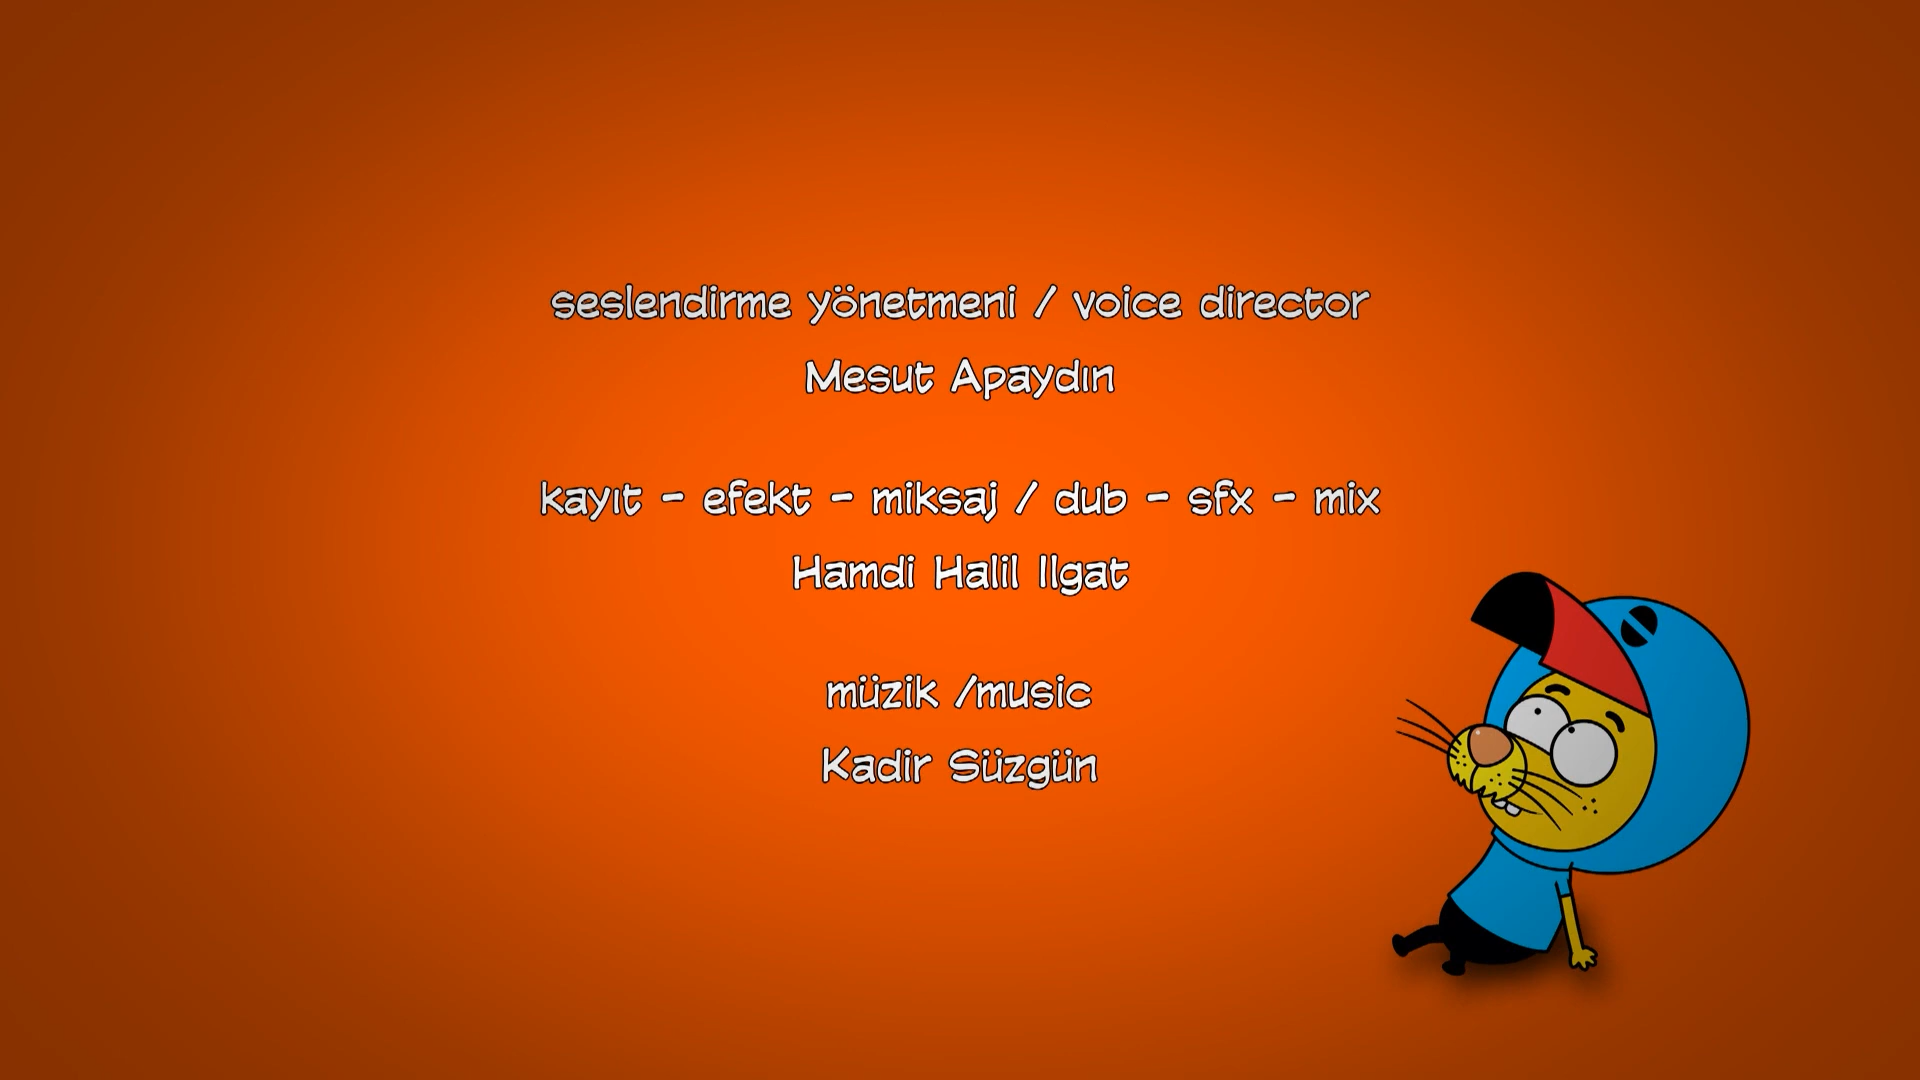 seslendirme yönetmeni / voice director
Mesut Apaydın
kayıt - efekt - miksaj / dub - sfx - mix
Hamdi Halil Ilgat
müzik /music
Kadir Süzgün